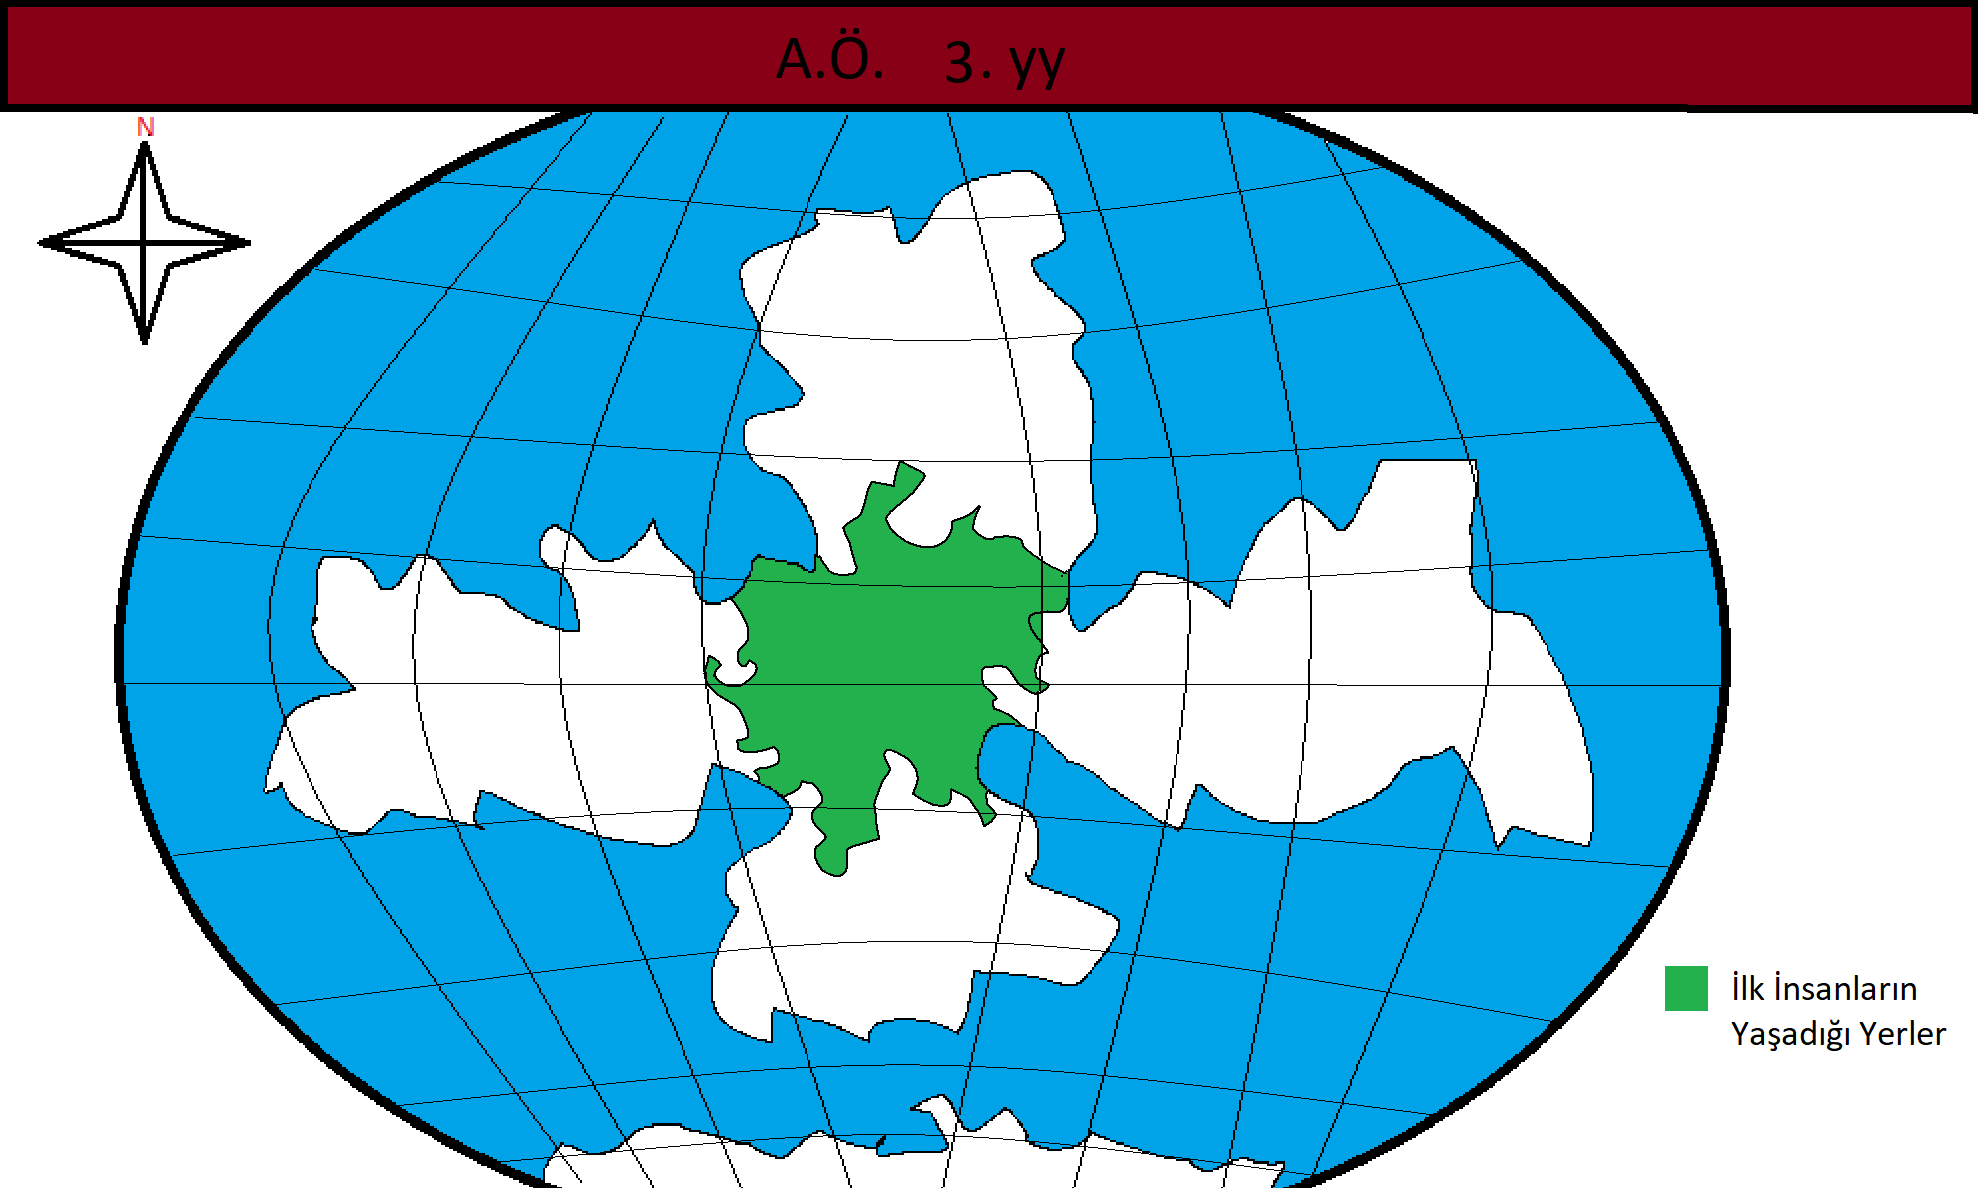 A.Ö. 3. yy
N
İlk İnsanların
Yaşadığı Yerler